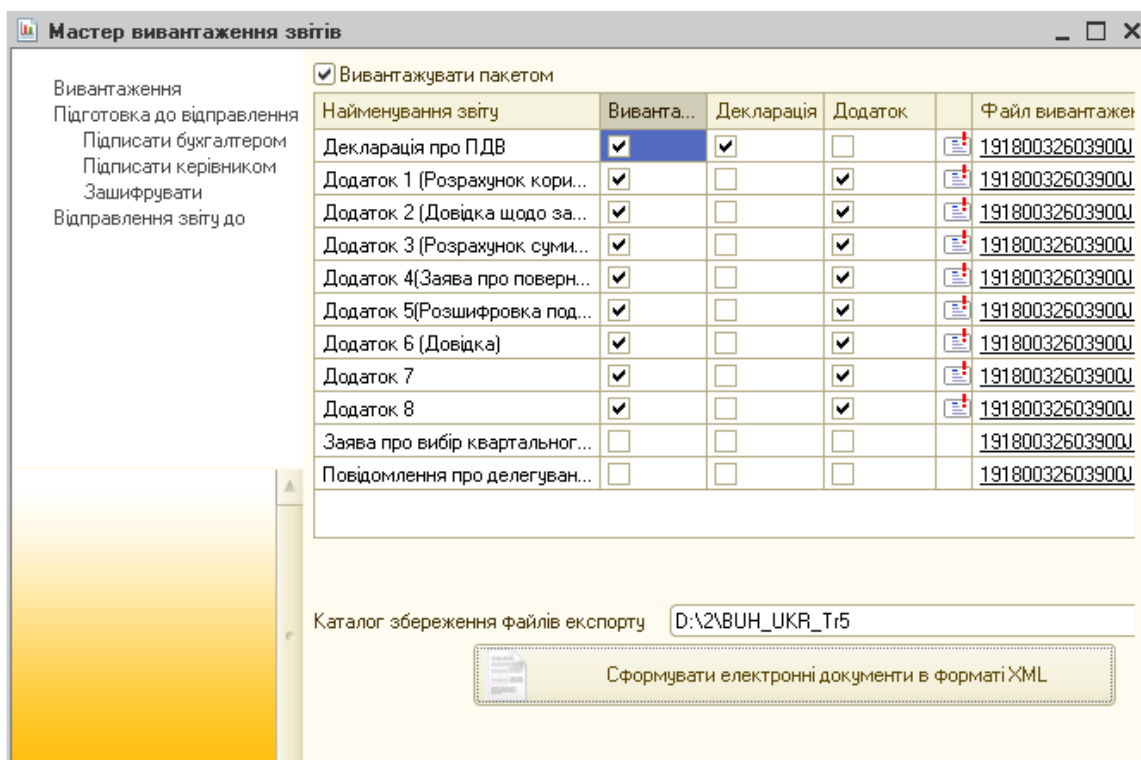 Мастер вивантаження звітів
Вивантаження
Підготовка до відправлення
Підписати бухгалтером
Підписати керівником
Зашифрувати
Відправлення звіту до
Вивантажувати пакетом
Найменування звіту Виванта... Декларація Додаток Файл вивантажен
Декларація про ПДВ 19180032603900J
Додаток 1 (Розрахунок кори... 19180032603900J
Додаток 2 (Довідка щодо за... 19180032603900J
Додаток 3 (Розрахунок суми... 19180032603900J
Додаток 4(Заява про поверн... 19180032603900J
Додаток 5(Розшифровка под... 19180032603900J
Додаток 6 (Довідка) 19180032603900J
Додаток 7 19180032603900J
Додаток 8 19180032603900J
Заява про вибір квартальног... 19180032603900J
Повідомлення про делегуван... 19180032603900J
Каталог збереження файлів експорту D:\2\BUH_UKR_Tr5
Сформувати електронні документи в форматі XML